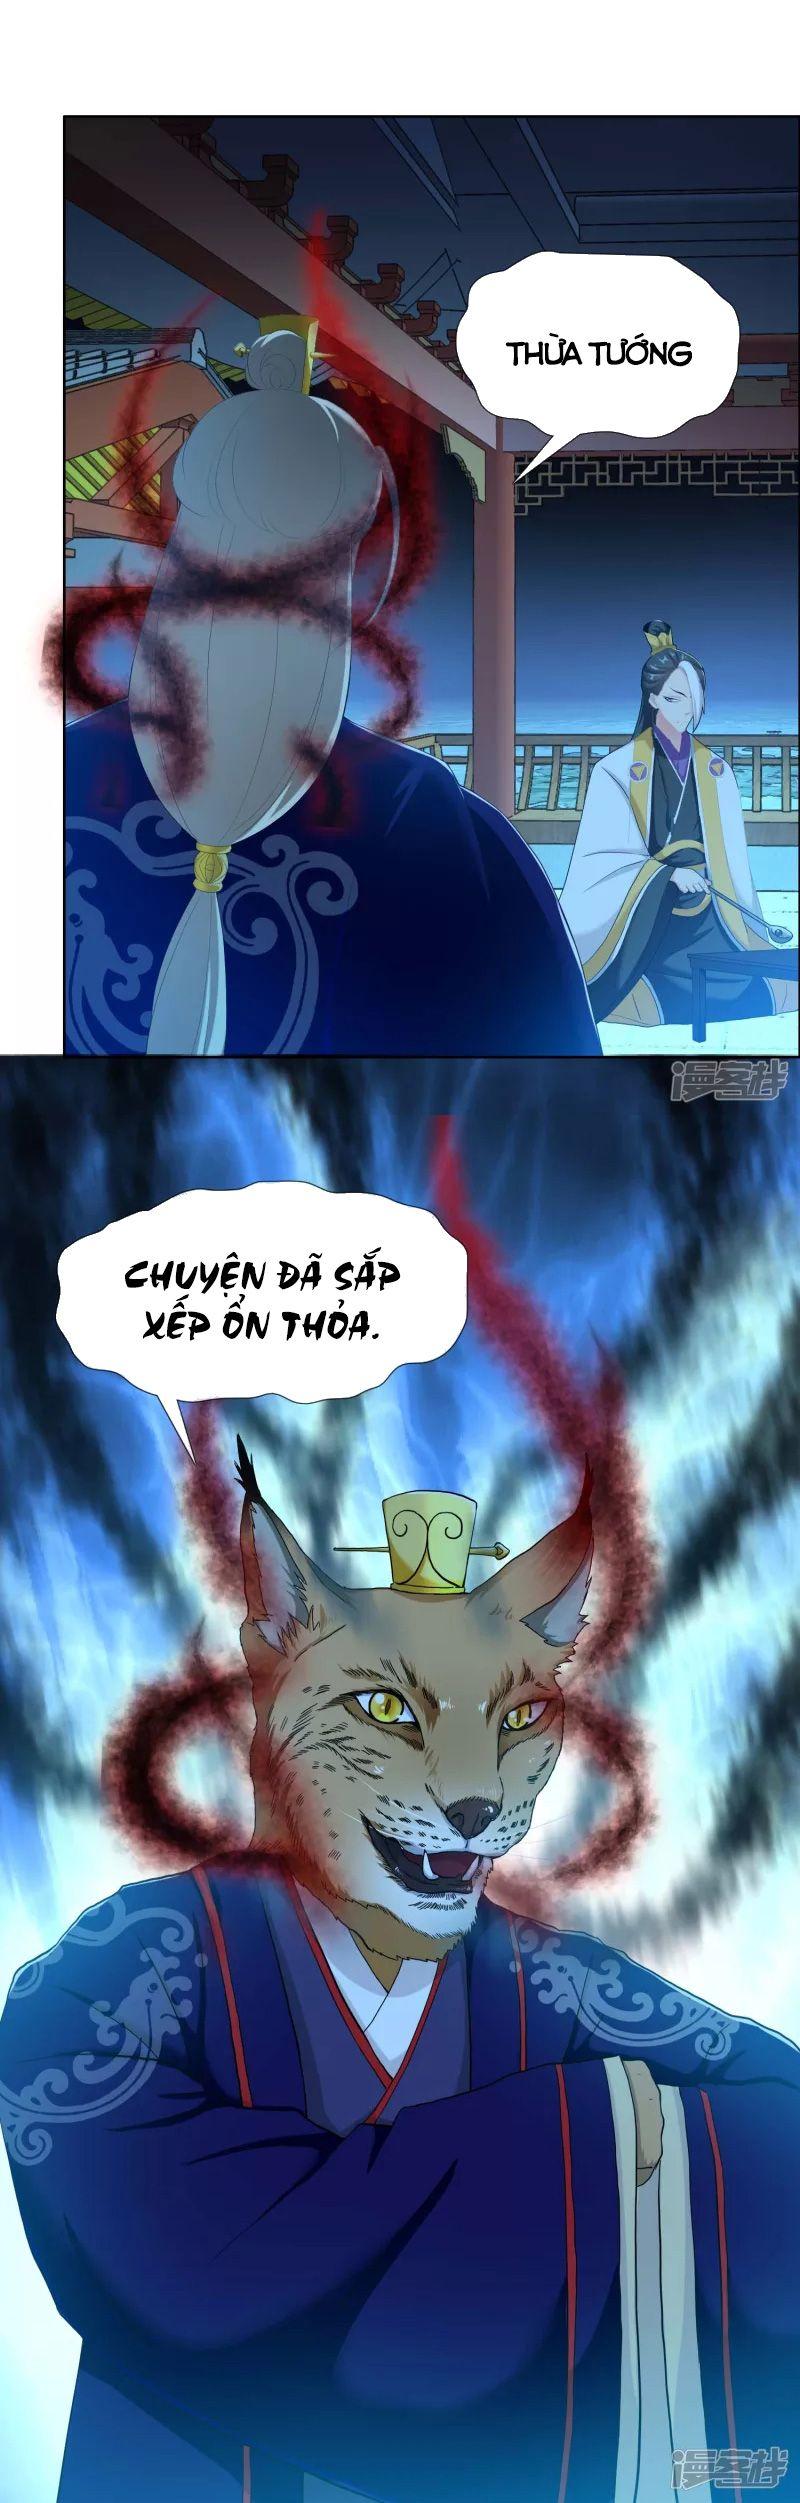 THỪA TƯỚNG
漫客栈
CHUYỆN ĐÃ SẮP
XẾP ỔN THỎA.
漫客栈